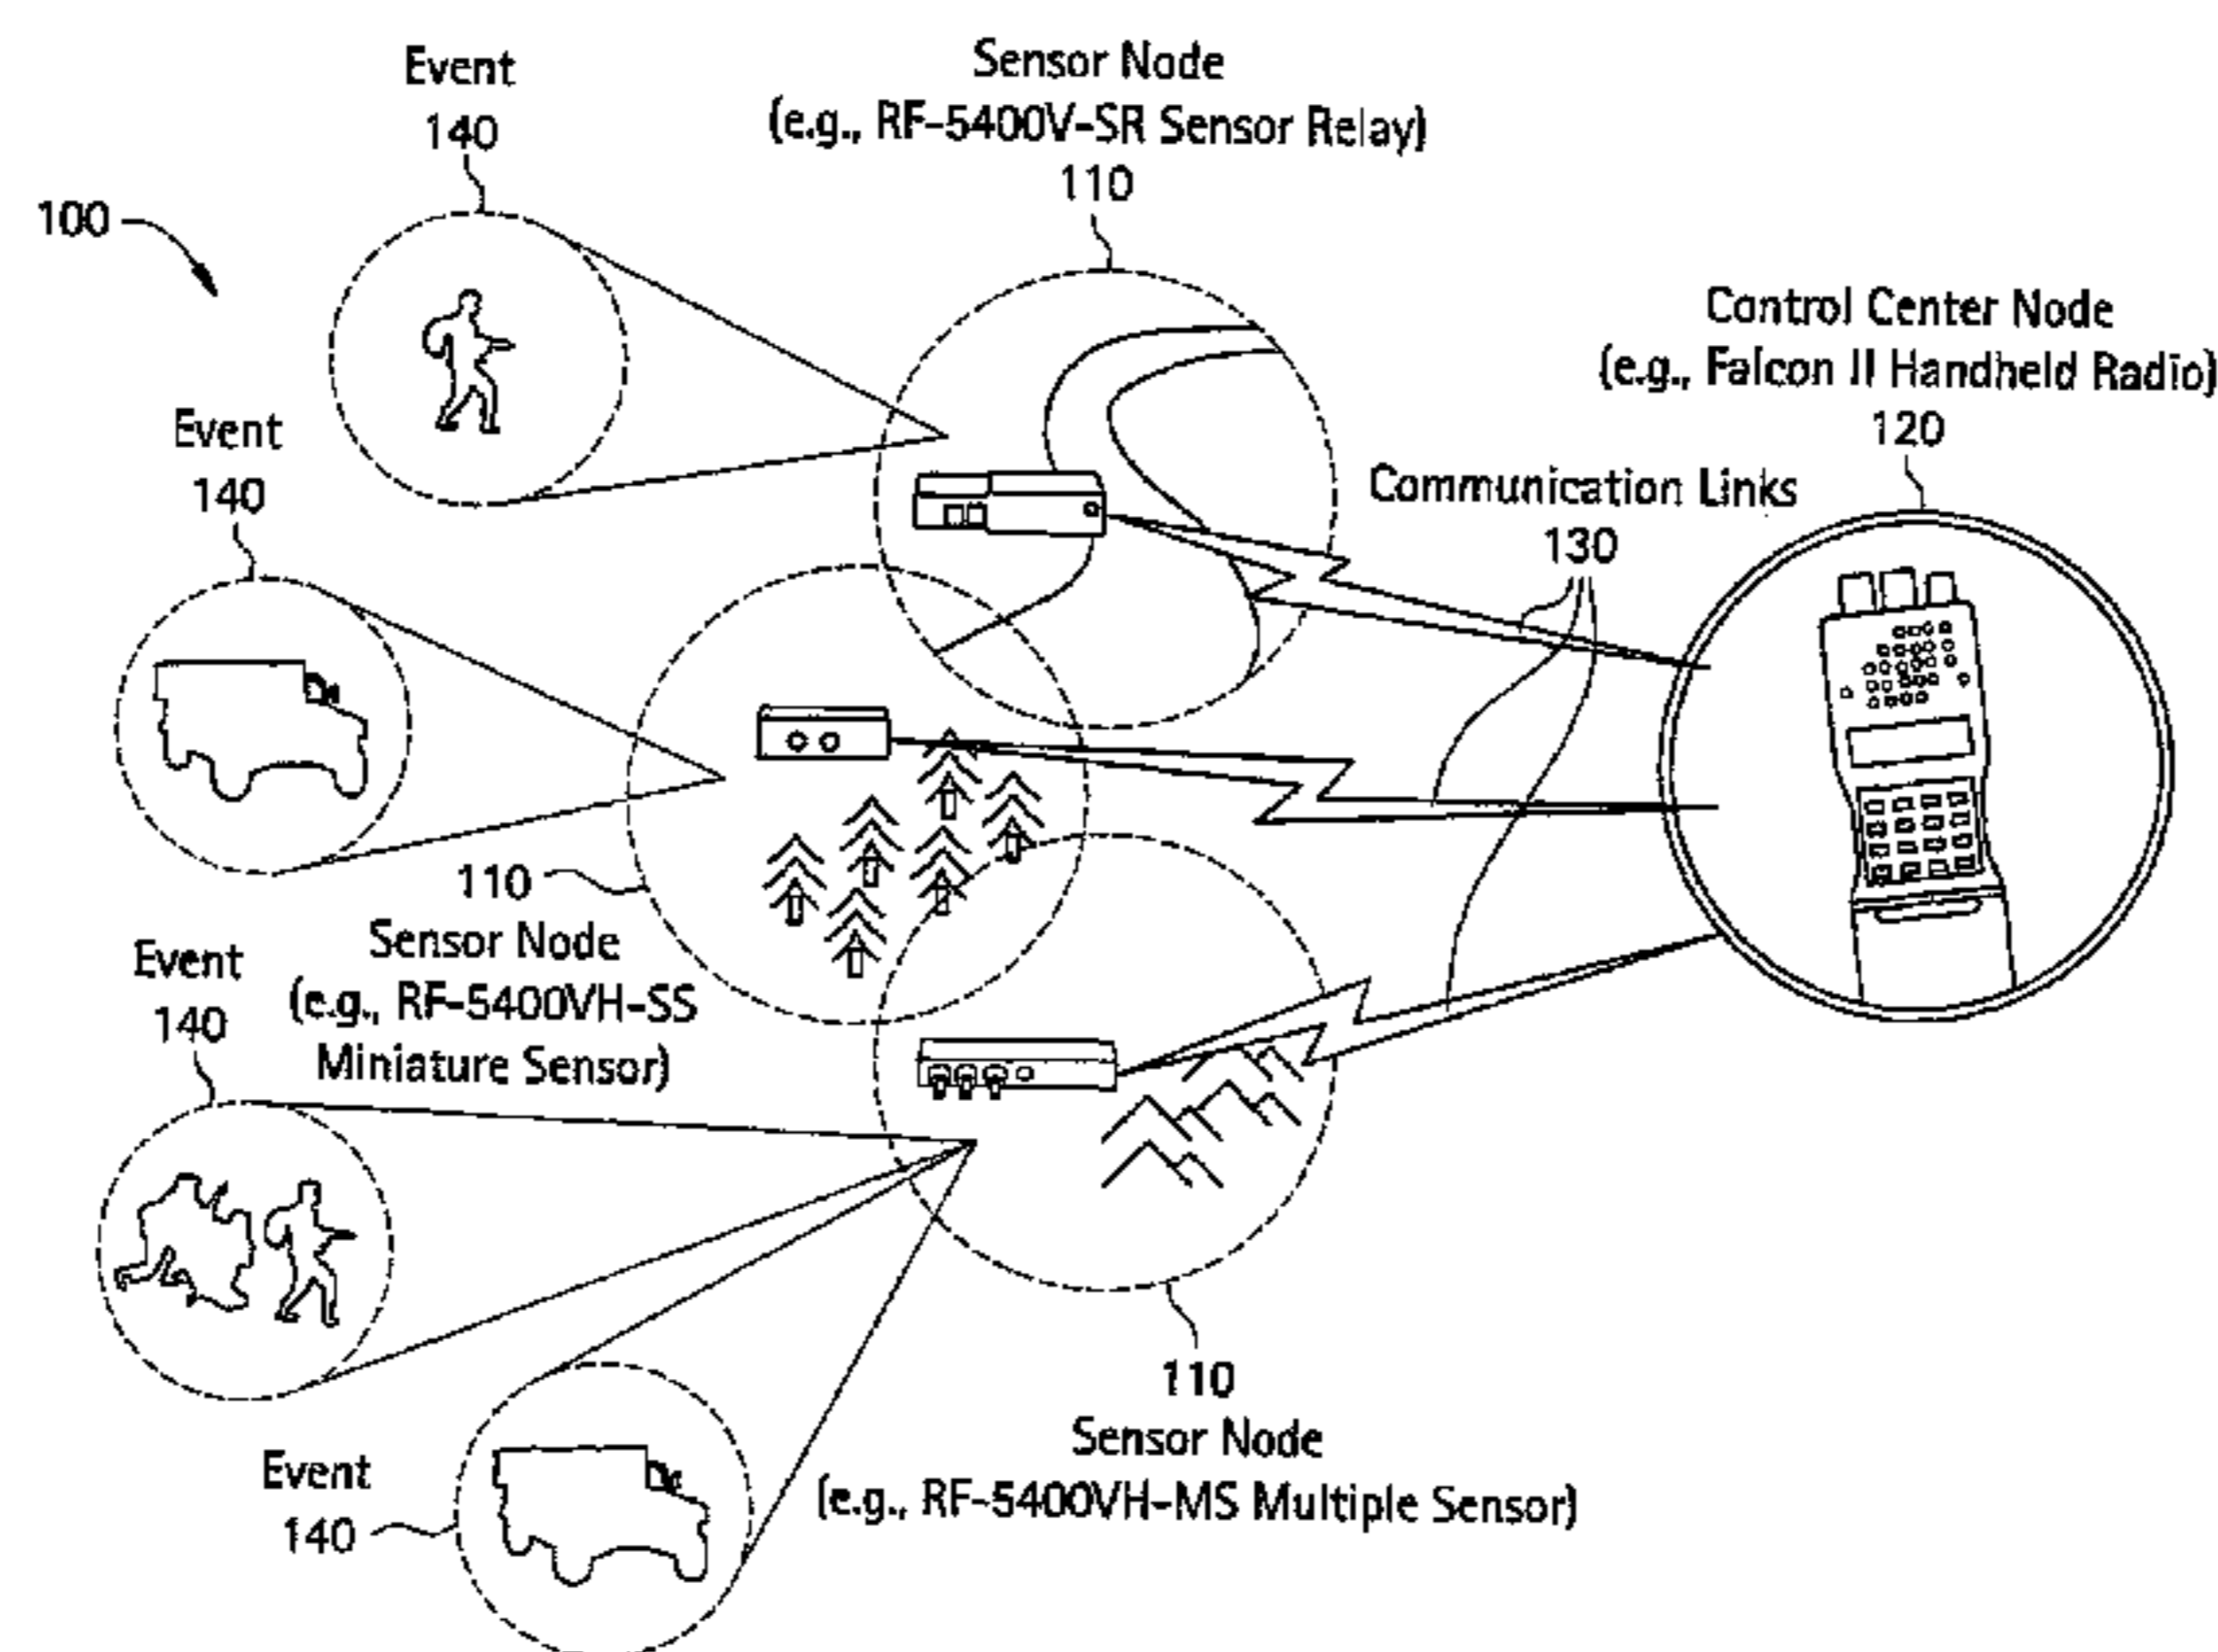 Event
140
Sensor Node
(e.g., RF-5400V-SR Sensor Relay)
110
100
Control Center Node
(e.g., Falcon II Handheld Radio)
120
Event
140
Communication Links
130
110
Sensor Node
(e.g., RF-5400VH-SS
Miniature Sensor)
Event
140
110
Sensor Node
(e.g., RF-5400VH-MS Multiple Sensor)
Event
140